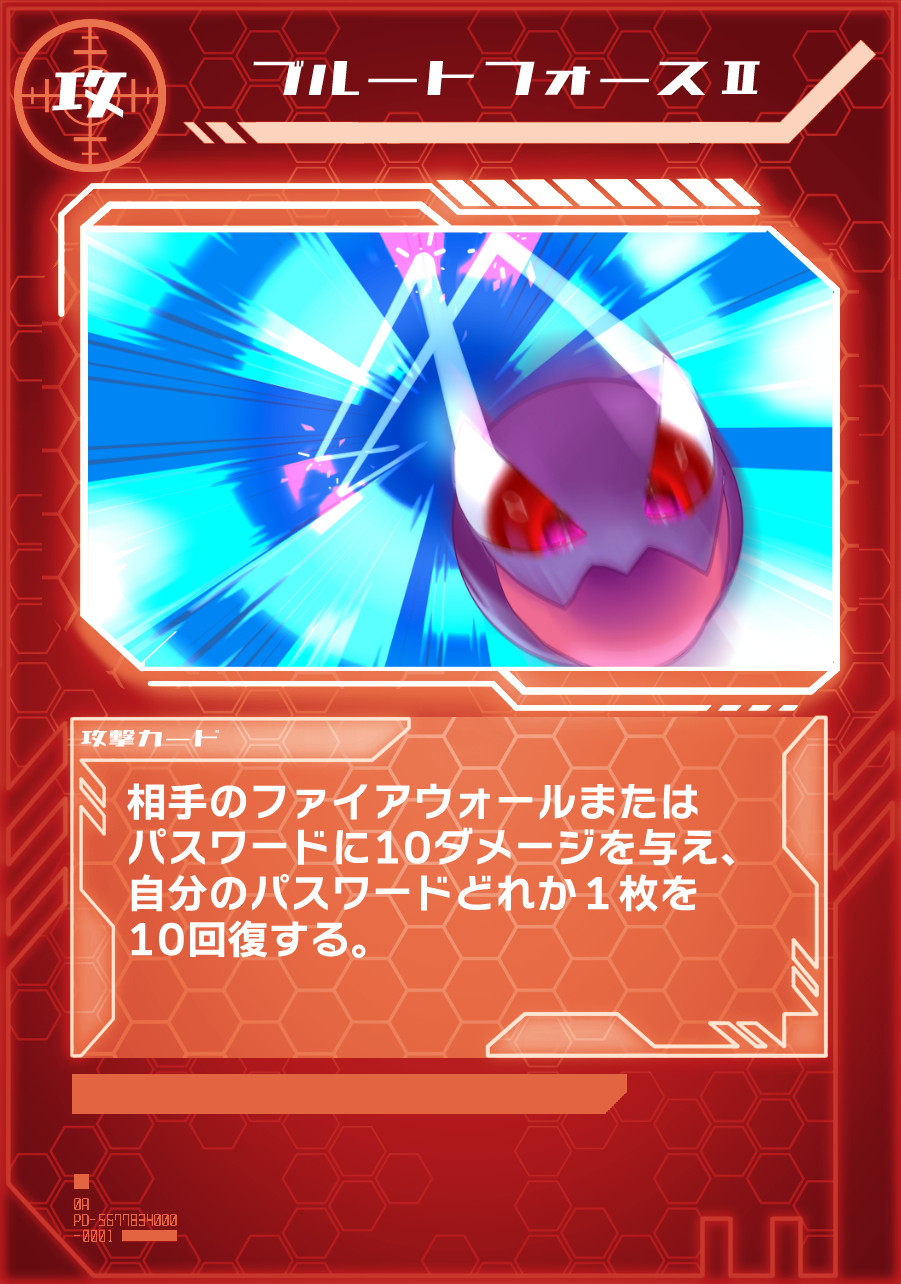 攻
ブルートフォースⅡ
攻撃カード
相手のファイアウォールまたは
パスワードに10ダメージを与え、
自分のパスワードどれか１枚を
10回復する。
0A
PD-5677834000
-0001